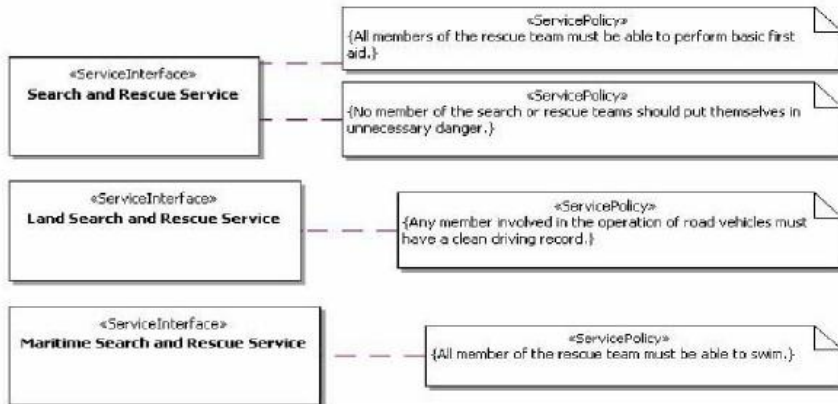 «ServicePolicy»
{All members of the rescue team must be able to perform basic first
aid.}
«ServiceInterface»
Search and Rescue Service
«ServicePolicy»
{No member of the search or rescue teams should put themselves in
unnecessary danger.}
«ServiceInterface»
Land Search and Rescue Service
«ServicePolicy»
{Any member involved in the operation of road vehicles must
have a clean driving record.}
«ServiceInterface»
Maritime Search and Rescue Service
«ServicePolicy»
{All member of the rescue team must be able to swim.}